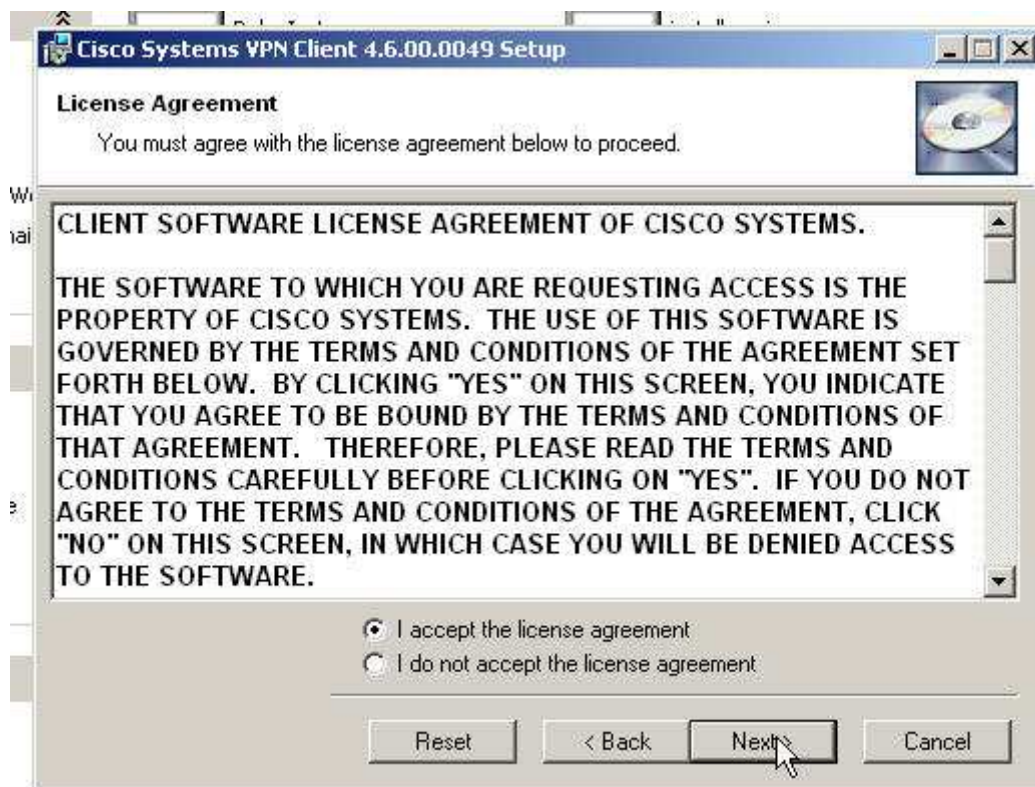 Cisco Systems VPN Client 4.6.00.0049 Setup
License Agreement
You must agree with the license agreement below to proceed.
CLIENT SOFTWARE LICENSE AGREEMENT OF CISCO SYSTEMS.
THE SOFTWARE TO WHICH YOU ARE REQUESTING ACCESS IS THE
PROPERTY OF CISCO SYSTEMS.  THE USE OF THIS SOFTWARE IS
GOVERNED BY THE TERMS AND CONDITIONS OF THE AGREEMENT SET
FORTH BELOW.  BY CLICKING "YES" ON THIS SCREEN, YOU INDICATE
THAT YOU AGREE TO BE BOUND BY THE TERMS AND CONDITIONS OF
THAT AGREEMENT.   THEREFORE, PLEASE READ THE TERMS AND
CONDITIONS CAREFULLY BEFORE CLICKING ON "YES".  IF YOU DO NOT
AGREE TO THE TERMS AND CONDITIONS OF THE AGREEMENT, CLICK
"NO" ON THIS SCREEN, IN WHICH CASE YOU WILL BE DENIED ACCESS
TO THE SOFTWARE.
I accept the license agreement
I do not accept the license agreement
Reset
< Back
Next >
Cancel